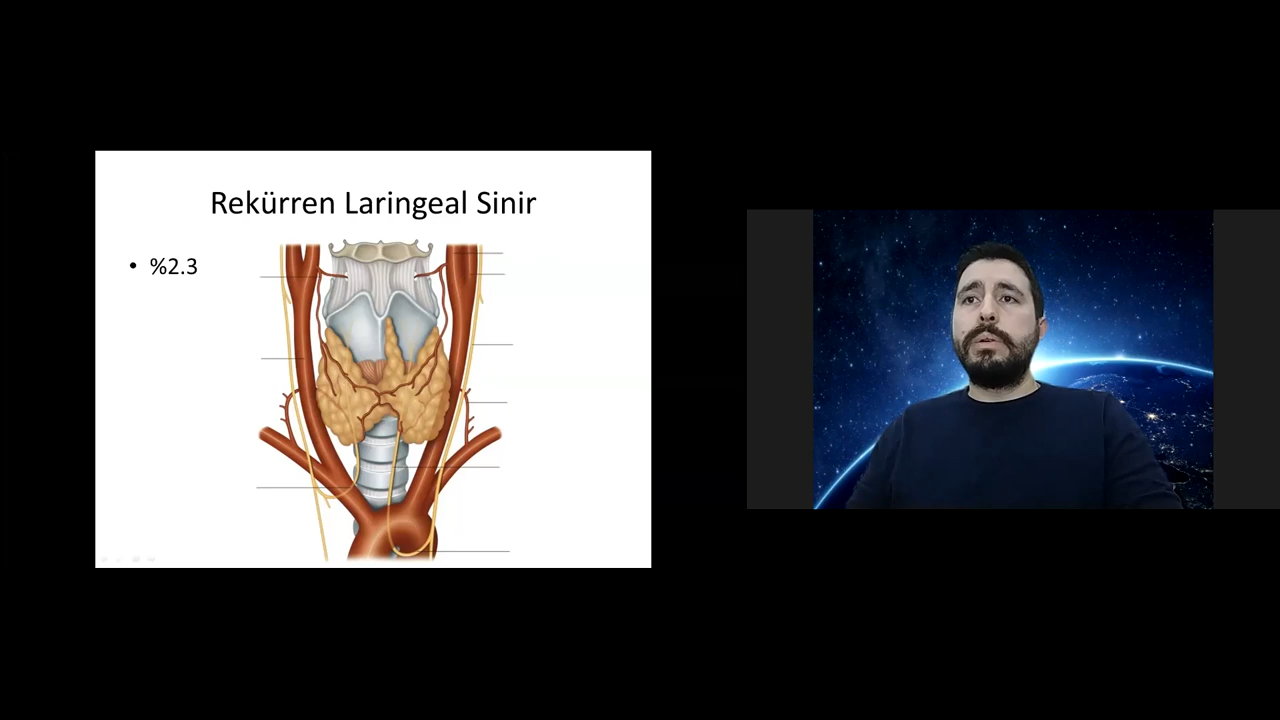 Rekürren Laringeal Sinir
• %2.3